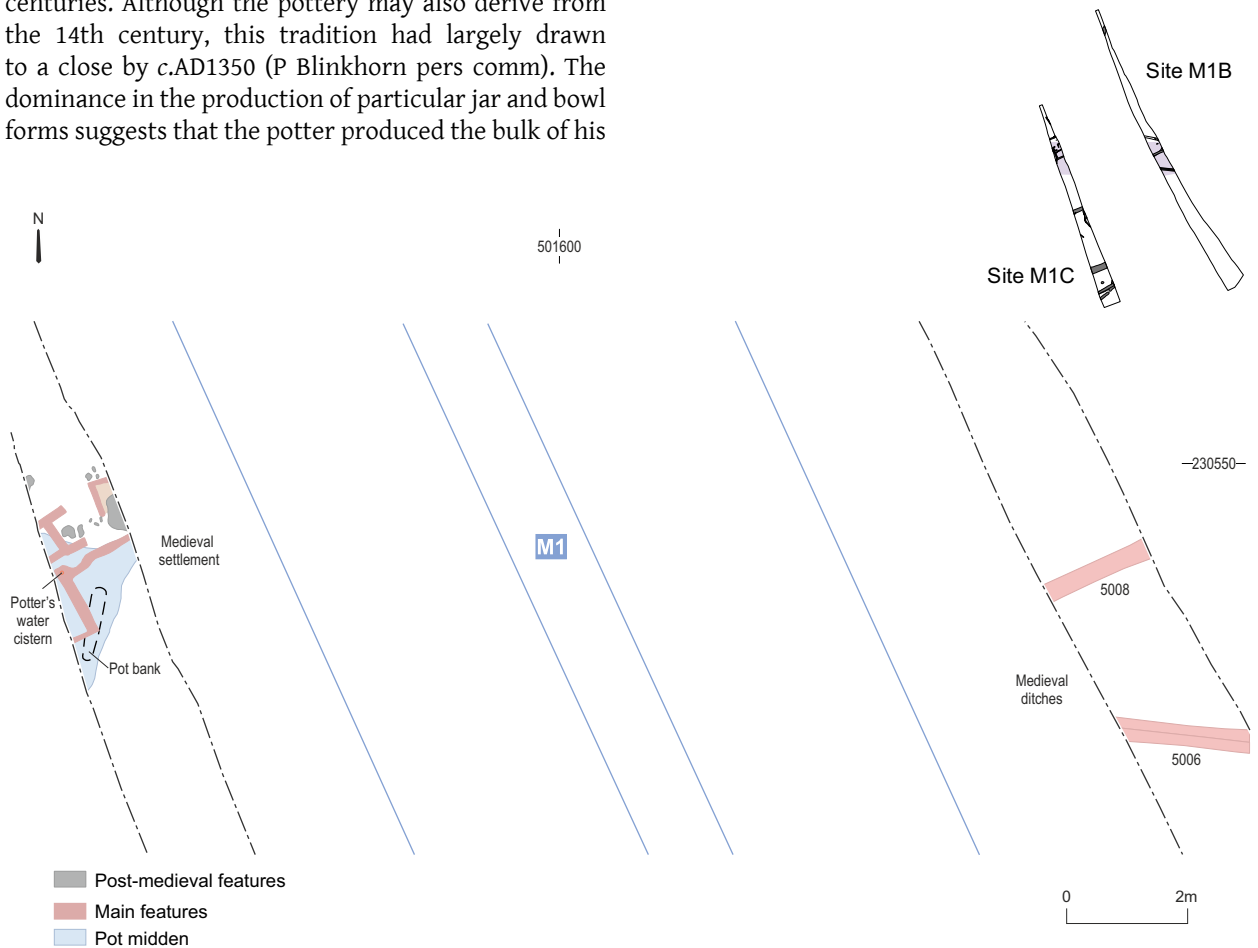 centuries. Although the pottery may also derive from
the 14th century, this tradition had largely drawn
to a close by c.AD1350 (P Blinkhorn pers comm). The
dominance in the production of particular jar and bowl
forms suggests that the potter produced the bulk of his
Site M1B
Site M1C
N
501600
230550
M1
Medieval
settlement
Potter's
water
cistern
Pot bank
5008
Medieval
ditches
5006
Post-medieval features
Main features
Pot midden
0 2m